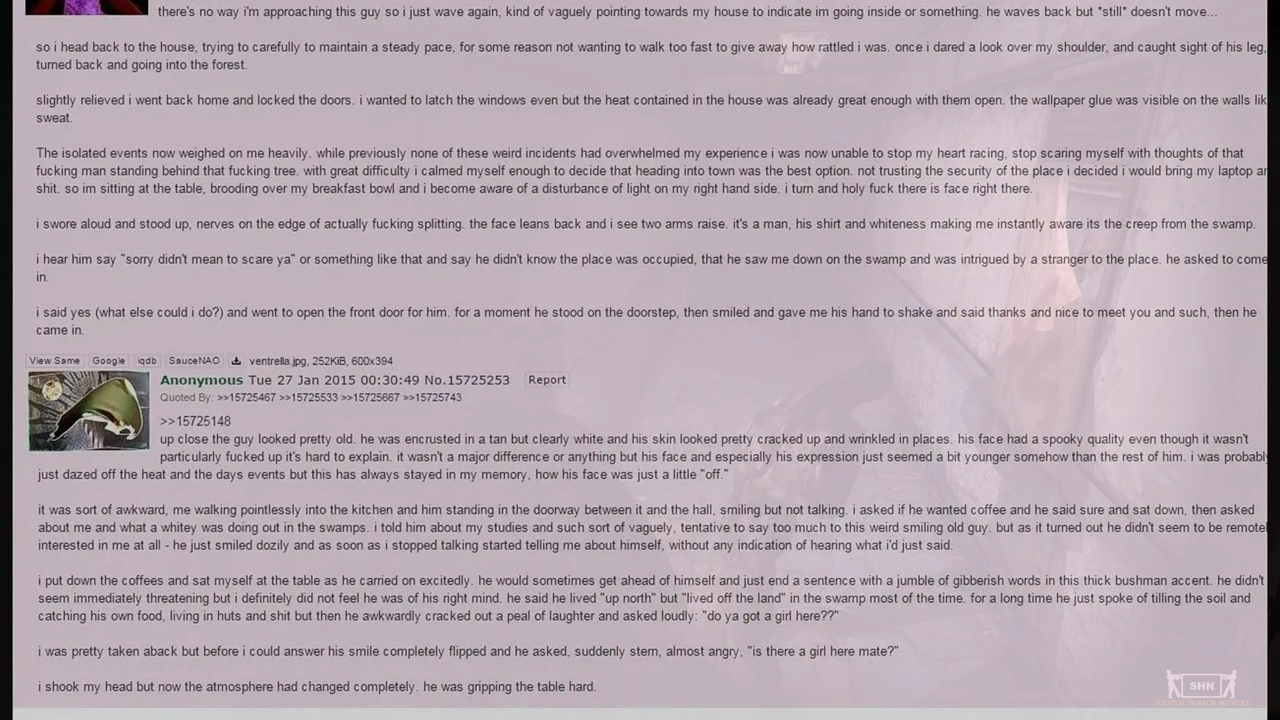 there's no way i'm approaching this guy so i just wave again, kind of vaguely pointing towards my house to indicate im going inside or something. he waves back but *still* doesn't move...
so i head back to the house, trying to carefully to maintain a steady pace, for some reason not wanting to walk too fast to give away how rattled i was. once i dared a look over my shoulder, and caught sight of his leg,
turned back and going into the forest.
slightly relieved i went back home and locked the doors. i wanted to latch the windows even but the heat contained in the house was already great enough with them open. the wallpaper glue was visible on the walls lik
sweat.
The isolated events now weighed on me heavily. while previously none of these weird incidents had overwhelmed my experience i was now unable to stop my heart racing, stop scaring myself with thoughts of that
fucking man standing behind that fucking tree. with great difficulty i calmed myself enough to decide that heading into town was the best option. not trusting the security of the place i decided i would bring my laptop an
shit. so im sitting at the table, brooding over my breakfast bowl and i become aware of a disturbance of light on my right hand side. i turn and holy fuck there is face right there.
i swore aloud and stood up, nerves on the edge of actually fucking splitting. the face leans back and i see two arms raise. it's a man, his shirt and whiteness making me instantly aware its the creep from the swamp.
i hear him say "sorry didn't mean to scare ya" or something like that and say he didn't know the place was occupied, that he saw me down on the swamp and was intrigued by a stranger to the place. he asked to come
in.
i said yes (what else could i do?) and went to open the front door for him. for a moment he stood on the doorstep, then smiled and gave me his hand to shake and said thanks and nice to meet you and such, then he
came in.
View Same Google iqdb SauceNAO ventrella.jpg, 252KiB, 600x394
Anonymous Tue 27 Jan 2015 00:30:49 No.15725253 Report
Quoted By: >>15725467 >>15725533 >>15725667 >>15725743
>>15725148
up close the guy looked pretty old. he was encrusted in a tan but clearly white and his skin looked pretty cracked up and wrinkled in places. his face had a spooky quality even though it wasn't
particularly fucked up it's hard to explain. it wasn't a major difference or anything but his face and especially his expression just seemed a bit younger somehow than the rest of him. i was probably
just dazed off the heat and the days events but this has always stayed in my memory, how his face was just a little "off."
it was sort of awkward, me walking pointlessly into the kitchen and him standing in the doorway between it and the hall, smiling but not talking. i asked if he wanted coffee and he said sure and sat down, then asked
about me and what a whitey was doing out in the swamps. i told him about my studies and such sort of vaguely, tentative to say too much to this weird smiling old guy. but as it turned out he didn't seem to be remotel
interested in me at all - he just smiled dozily and as soon as i stopped talking started telling me about himself, without any indication of hearing what i'd just said.
i put down the coffees and sat myself at the table as he carried on excitedly. he would sometimes get ahead of himself and just end a sentence with a jumble of gibberish words in this thick bushman accent. he didn't
seem immediately threatening but i definitely did not feel he was of his right mind. he said he lived "up north" but "lived off the land" in the swamp most of the time. for a long time he just spoke of tilling the soil and
catching his own food, living in huts and shit but then he awkwardly cracked out a peal of laughter and asked loudly: "do ya got a girl here??"
i was pretty taken aback but before i could answer his smile completely flipped and he asked, suddenly stern, almost angry, "is there a girl here mate?"
i shook my head but now the atmosphere had changed completely. he was gripping the table hard.
SHN